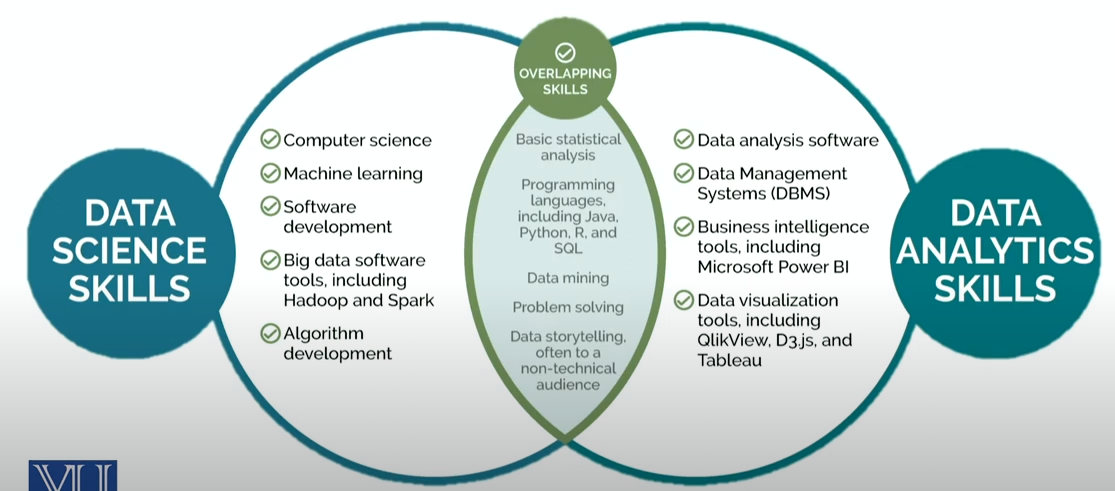 DATA
SCIENCE
SKILLS
Computer science
Machine learning
Software
development
Big data software
tools, including
Hadoop and Spark
Algorithm
development
OVERLAPPING
SKILLS
Basic statistical
analysis
Programming
languages,
including Java,
Python, R, and
SQL
Data mining
Problem solving
Data storytelling,
often to a
non-technical
audience
Data analysis software
Data Management
Systems (DBMS)
Business intelligence
tools, including
Microsoft Power BI
Data visualization
tools, including
QlikView, D3.js, and
Tableau
DATA
ANALYTICS
SKILLS
VU